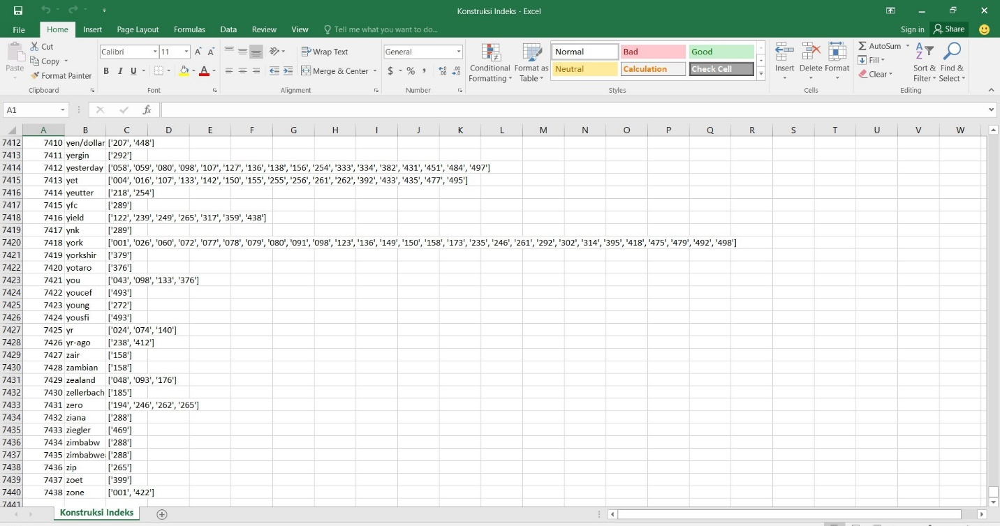 Konstruksi Indeks - Excel
File Home Insert Page Layout Formulas Data Review View Tell me what you want to do... Sign in Share
Paste Cut Copy Format Painter Clipboard
Calibri 11 A A B I U A Font
Wrap Text Merge & Center Alignment
General $ % , Number
Conditional Formatting Format as Table
Normal Bad Good
Neutral Calculation Check Cell
Styles
Insert Delete Format Cells
AutoSum Fill Clear Sort & Filter Find & Select Editing
A1 fx
A B C D E F G H I J K L M N O P Q R S T U V W
7412 7410 yen/dollar ['207', '448']
7413 7411 yergin ['292']
7414 7412 yesterday ['058', '059', '080', '098', '107', '127', '136', '138', '156', '254', '333', '334', '382', '431', '451', '484', '497']
7415 7413 yet ['004', '016', '107', '133', '142', '150', '155', '255', '256', '261', '262', '392', '433', '435', '477', '495']
7416 7414 yeutter ['218', '254']
7417 7415 yfc ['289']
7418 7416 yield ['122', '239', '249', '265', '317', '359', '438']
7419 7417 ynk ['289']
7420 7418 york ['001', '026', '060', '072', '077', '078', '079', '080', '091', '098', '123', '136', '149', '150', '158', '173', '235', '246', '261', '292', '302', '314', '395', '418', '475', '479', '492', '498']
7421 7419 yorkshir ['379']
7422 7420 yotaro ['376']
7423 7421 you ['043', '098', '133', '376']
7424 7422 youcef ['493']
7425 7423 young ['272']
7426 7424 yousfi ['493']
7427 7425 yr ['024', '074', '140']
7428 7426 yr-ago ['238', '412']
7429 7427 zair ['158']
7430 7428 zambian ['158']
7431 7429 zealand ['048', '093', '176']
7432 7430 zellerbach ['185']
7433 7431 zero ['194', '246', '262', '265']
7434 7432 ziana ['288']
7435 7433 ziegler ['469']
7436 7434 zimbabw ['288']
7437 7435 zimbabwe ['288']
7438 7436 zip ['265']
7439 7437 zoet ['399']
7440 7438 zone ['001', '422']
7441
Konstruksi Indeks